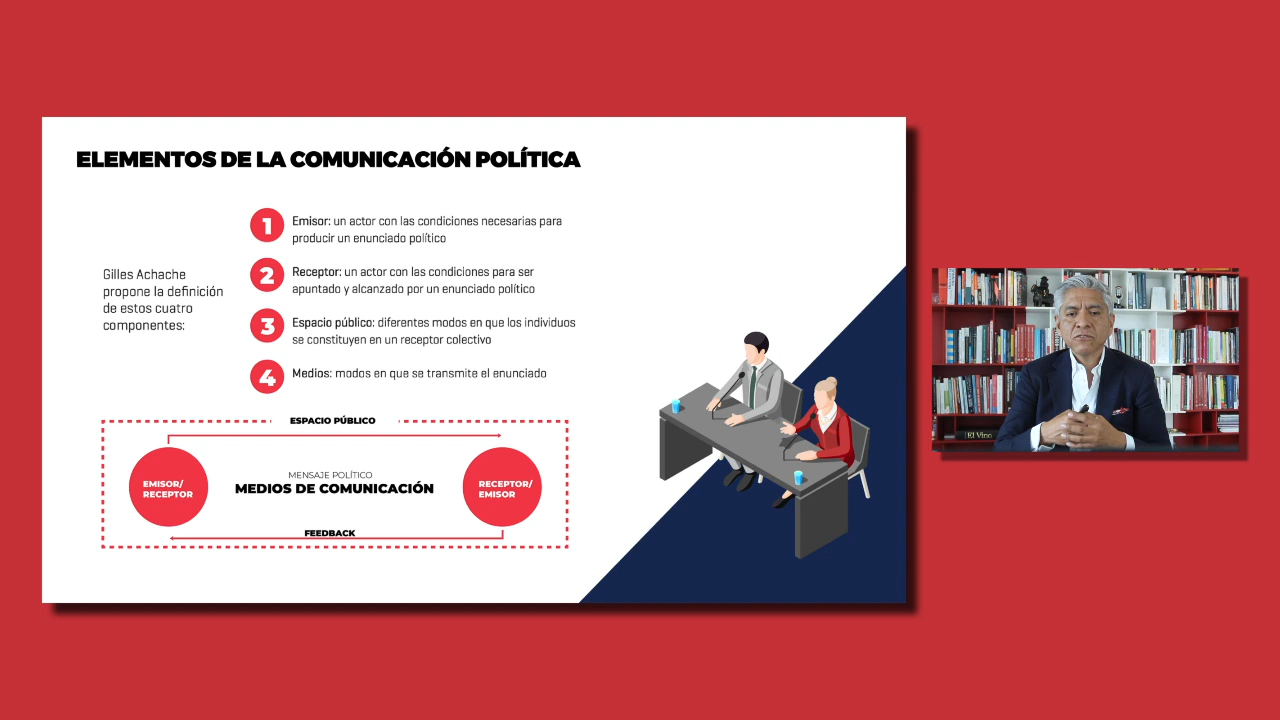 ELEMENTOS DE LA COMUNICACIÓN POLÍTICA
Gilles Achache
propone la definición
de estos cuatro
componentes:
1
Emisor: un actor con las condiciones necesarias para
producir un enunciado político
2
Receptor: un actor con las condiciones para ser
apuntado y alcanzado por un enunciado político
3
Espacio público: diferentes modos en que los individuos
se constituyen en un receptor colectivo
4
Medios: modos en que se transmite el enunciado
ESPACIO PÚBLICO
EMISOR/
RECEPTOR
MENSAJE POLÍTICO
MEDIOS DE COMUNICACIÓN
RECEPTOR/
EMISOR
FEEDBACK
El Vino